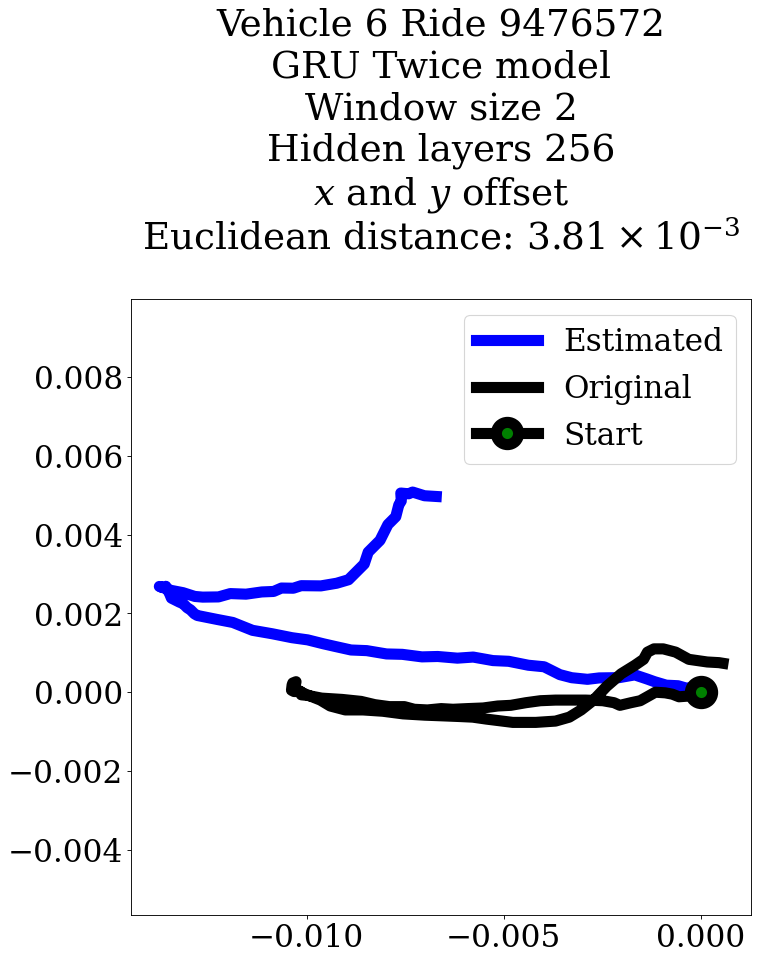 Vehicle 6 Ride 9476572
GRU Twice model
Window size 2
Hidden layers 256
x and y offset
Euclidean distance: 3.81 × 10⁻³
Estimated
Original
Start
0.008
0.006
0.004
0.002
0.000
−0.002
−0.004
−0.010
−0.005
0.000